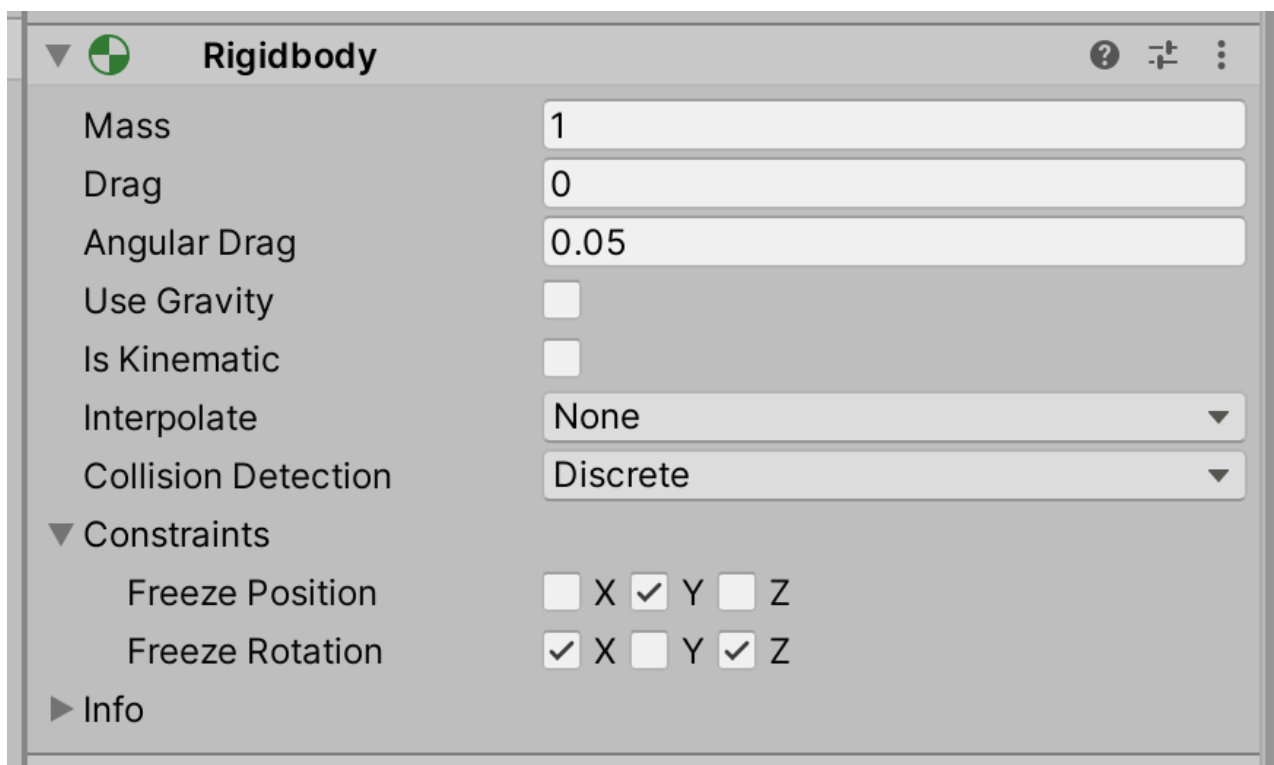 Rigidbody
Mass 1
Drag 0
Angular Drag 0.05
Use Gravity
Is Kinematic
Interpolate None
Collision Detection Discrete
Constraints
Freeze Position X Y Z
Freeze Rotation X Y Z
Info